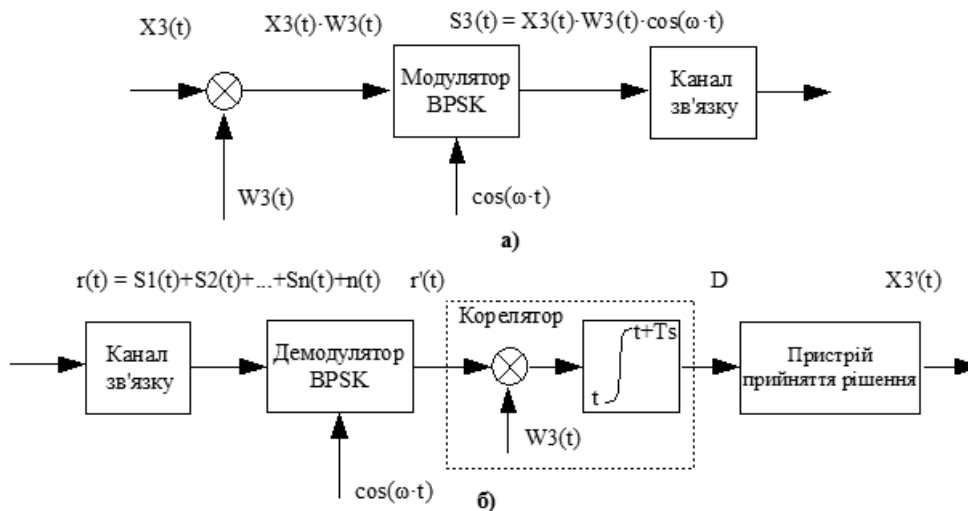 X3(t) X3(t)·W3(t) S3(t) = X3(t)·W3(t)·cos(ω·t)
Модулятор
BPSK
Канал
зв'язку
W3(t)
cos(ω·t)
а)
r(t) = S1(t)+S2(t)+...+Sn(t)+n(t) r'(t) D X3'(t)
Корелятор
t+Ts
t
Канал
зв'язку
Демодулятор
BPSK
Пристрій
прийняття рішення
W3(t)
cos(ω·t)
б)